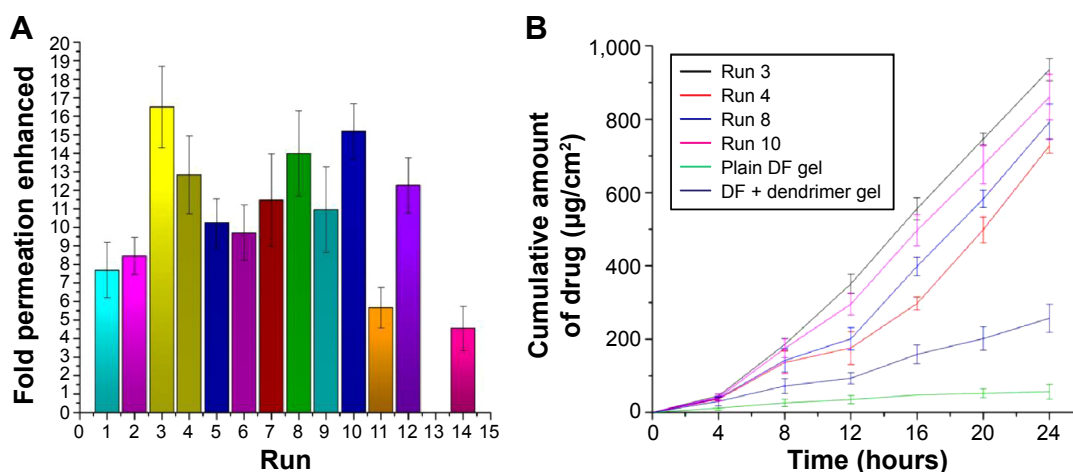 A
Fold permeation enhanced
20
19
18
17
16
15
14
13
12
11
10
9
8
7
6
5
4
3
2
1
0
0 1 2 3 4 5 6 7 8 9 10 11 12 13 14 15
Run
B
Cumulative amount
of drug (µg/cm²)
1,000
800
600
400
200
0
Run 3
Run 4
Run 8
Run 10
Plain DF gel
DF + dendrimer gel
0 4 8 12 16 20 24
Time (hours)